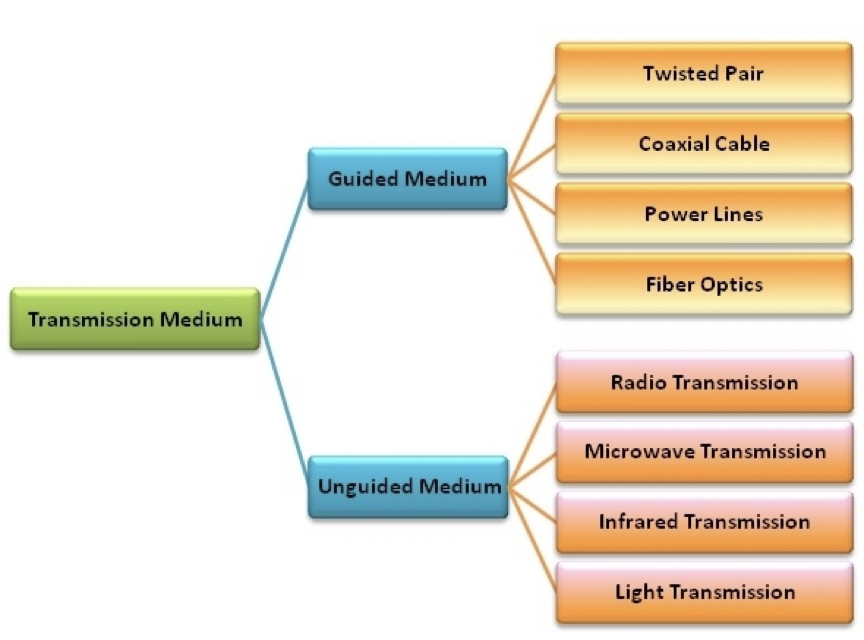 Transmission Medium
Guided Medium
Twisted Pair
Coaxial Cable
Power Lines
Fiber Optics
Unguided Medium
Radio Transmission
Microwave Transmission
Infrared Transmission
Light Transmission